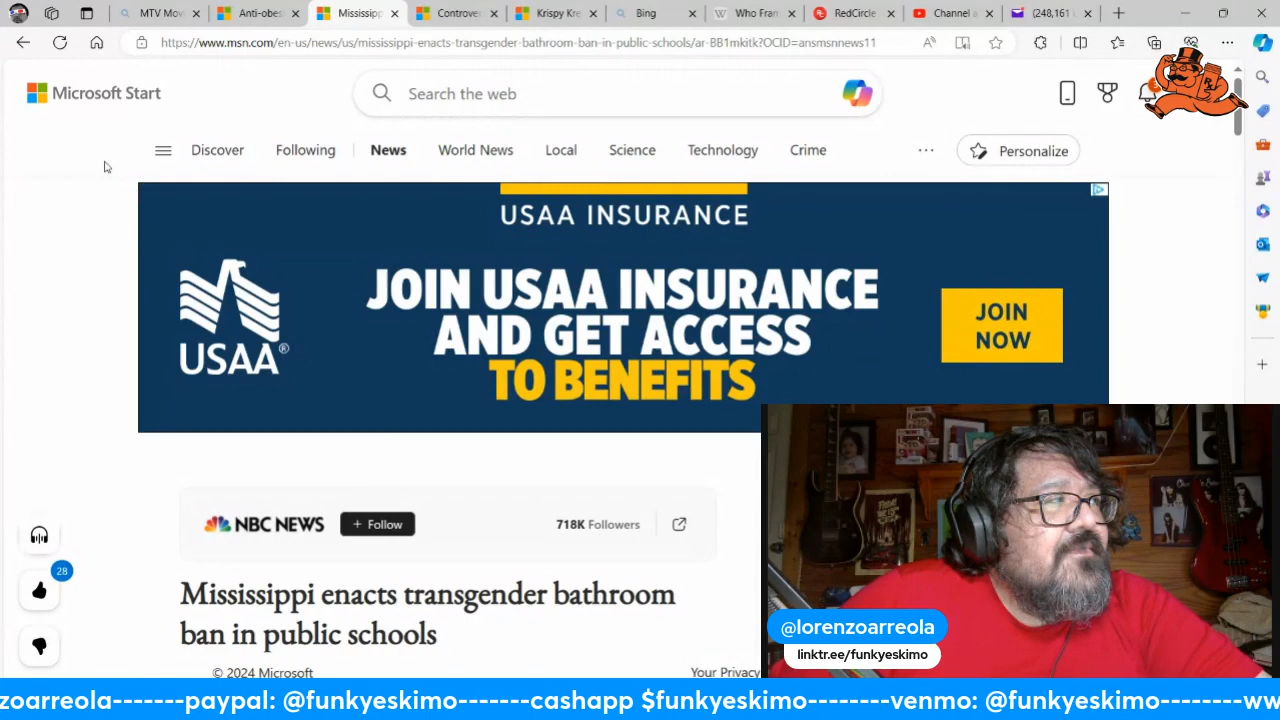 MTV Mov
Anti-obes
Mississip
Controver
Krispy Kre
Bing
Who Fram
RedCircle
Channel a
(248,161 u
https://www.msn.com/en-us/news/us/mississippi-enacts-transgender-bathroom-ban-in-public-schools/ar-BB1mkitk?OCID=ansmsnnews11
Microsoft Start
Search the web
Discover
Following
News
World News
Local
Science
Technology
Crime
Personalize
USAA INSURANCE
JOIN USAA INSURANCE
AND GET ACCESS
TO BENEFITS
USAA®
JOIN
NOW
NBC NEWS
+ Follow
718K Followers
28
Mississippi enacts transgender bathroom
ban in public schools
© 2024 Microsoft
Your Privacy
@lorenzoarreola
linktr.ee/funkyeskimo
zoarreola-------paypal: @funkyeskimo-------cashapp $funkyeskimo--------venmo: @funkyeskimo--------ww